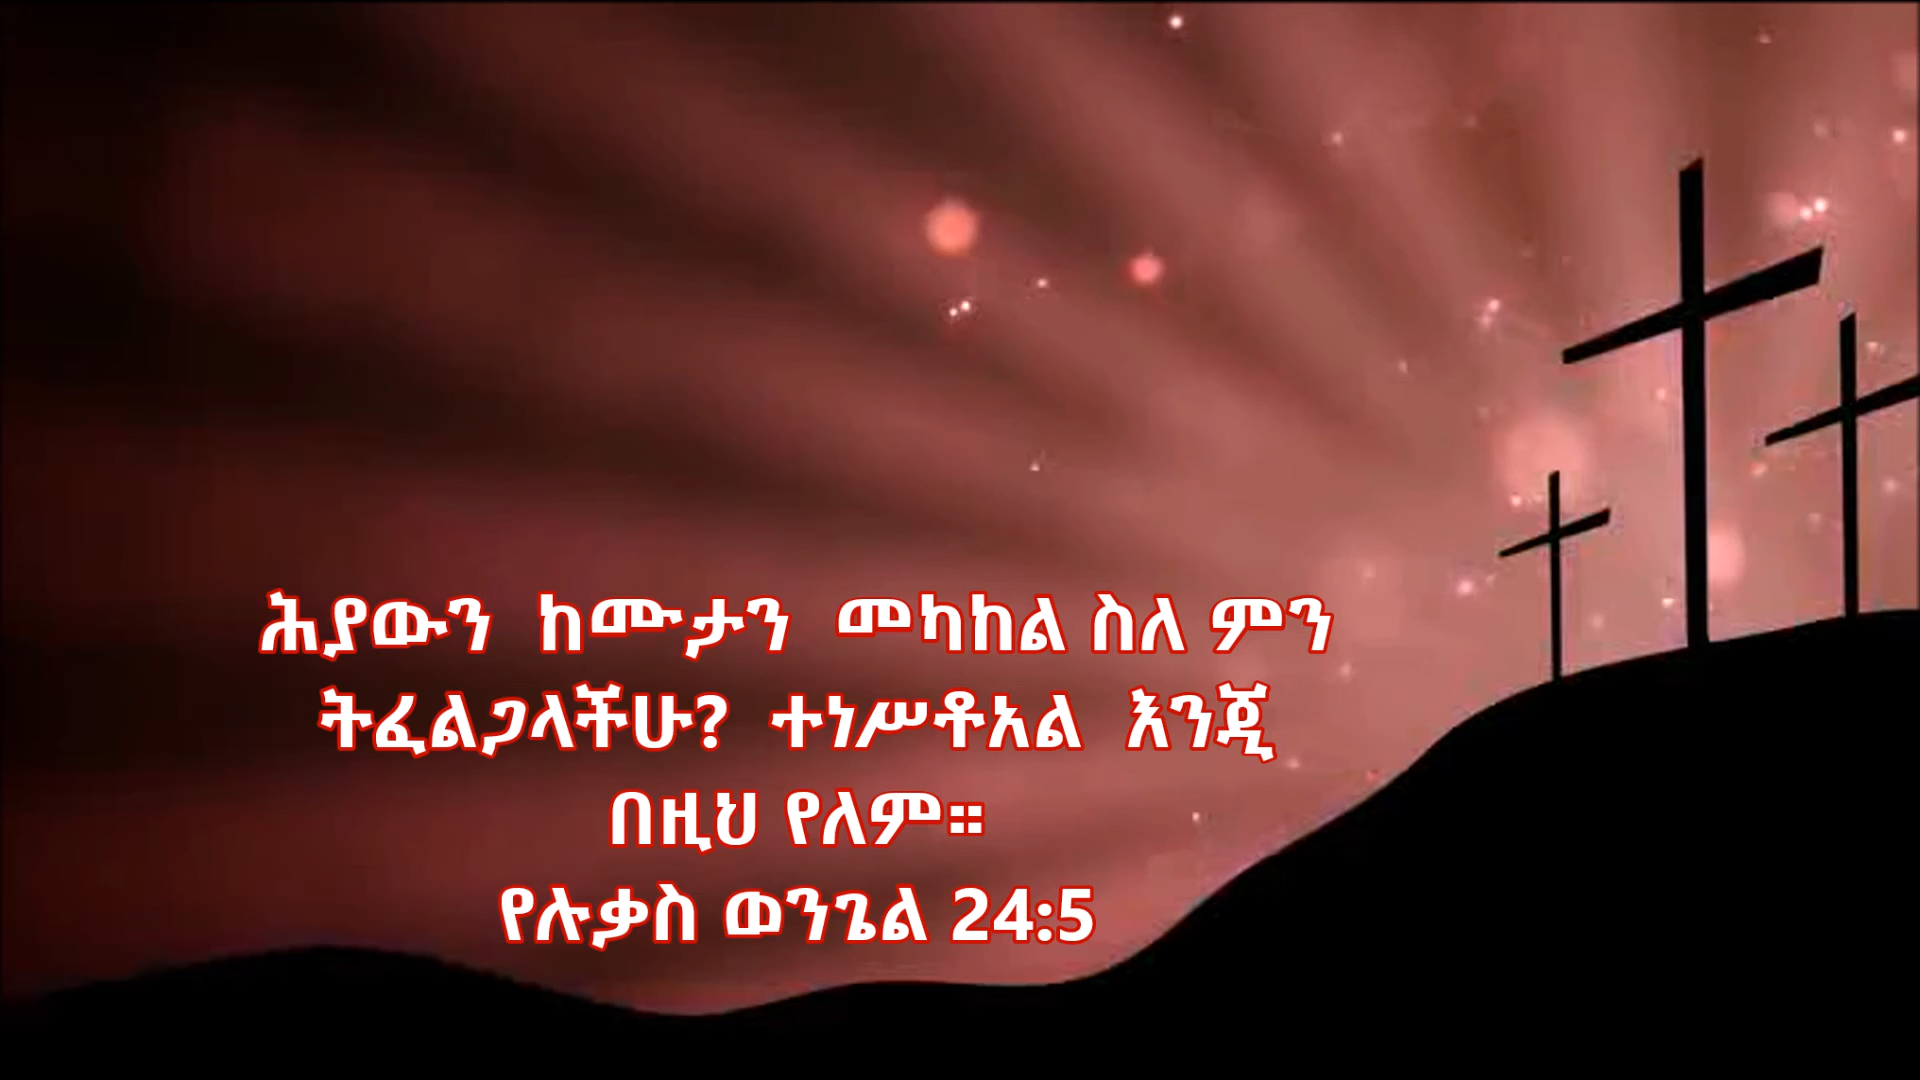 ሕያውን ከሙታን መካከል ስለ ምን
ትፈልጋላችሁ? ተነሥቶአል እንጂ
በዚህ የለም።
የሉቃስ ወንጌል 24:5